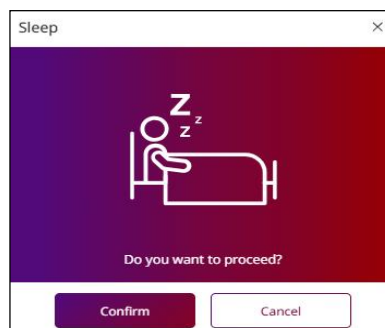 Sleep
Z
Z
z
Do you want to proceed?
Confirm
Cancel